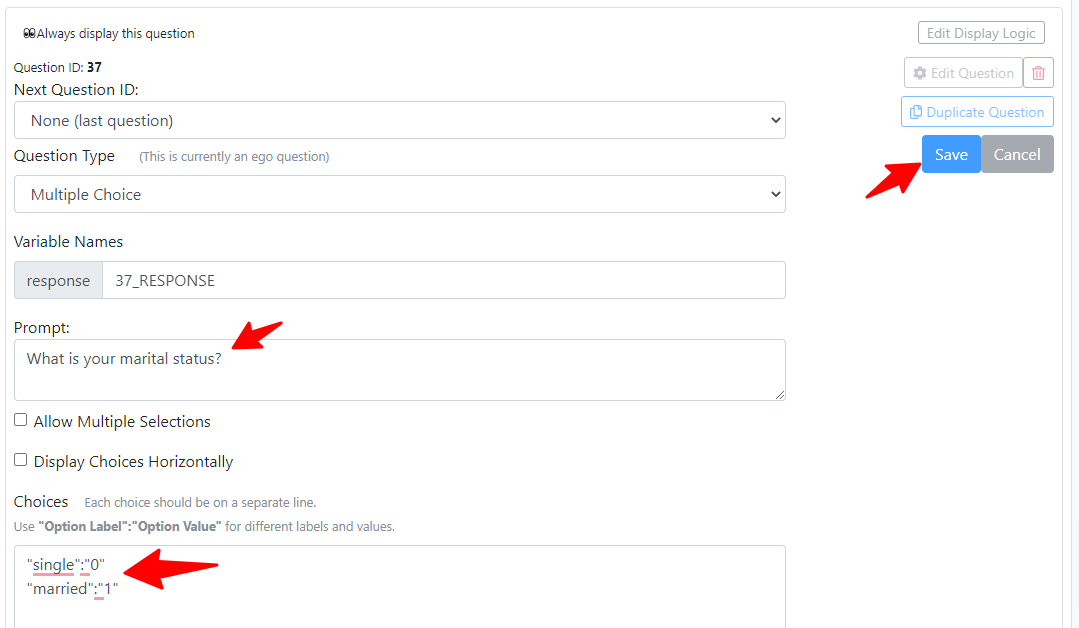 Always display this question
Edit Display Logic
Question ID: 37
Edit Question
Next Question ID:
None (last question)
Duplicate Question
Question Type (This is currently an ego question)
Save Cancel
Multiple Choice
Variable Names
response 37_RESPONSE
Prompt:
What is your marital status?
Allow Multiple Selections
Display Choices Horizontally
Choices Each choice should be on a separate line.
Use "Option Label":"Option Value" for different labels and values.
"single":"0"
"married":"1"